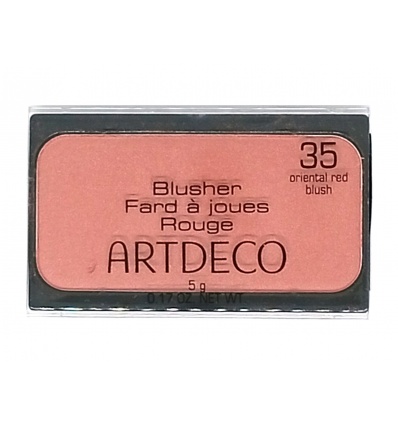 35
oriental red
blush
Blusher
Fard à joues
Rouge
ARTDECO
5 g
0.17 OZ. NET WT.